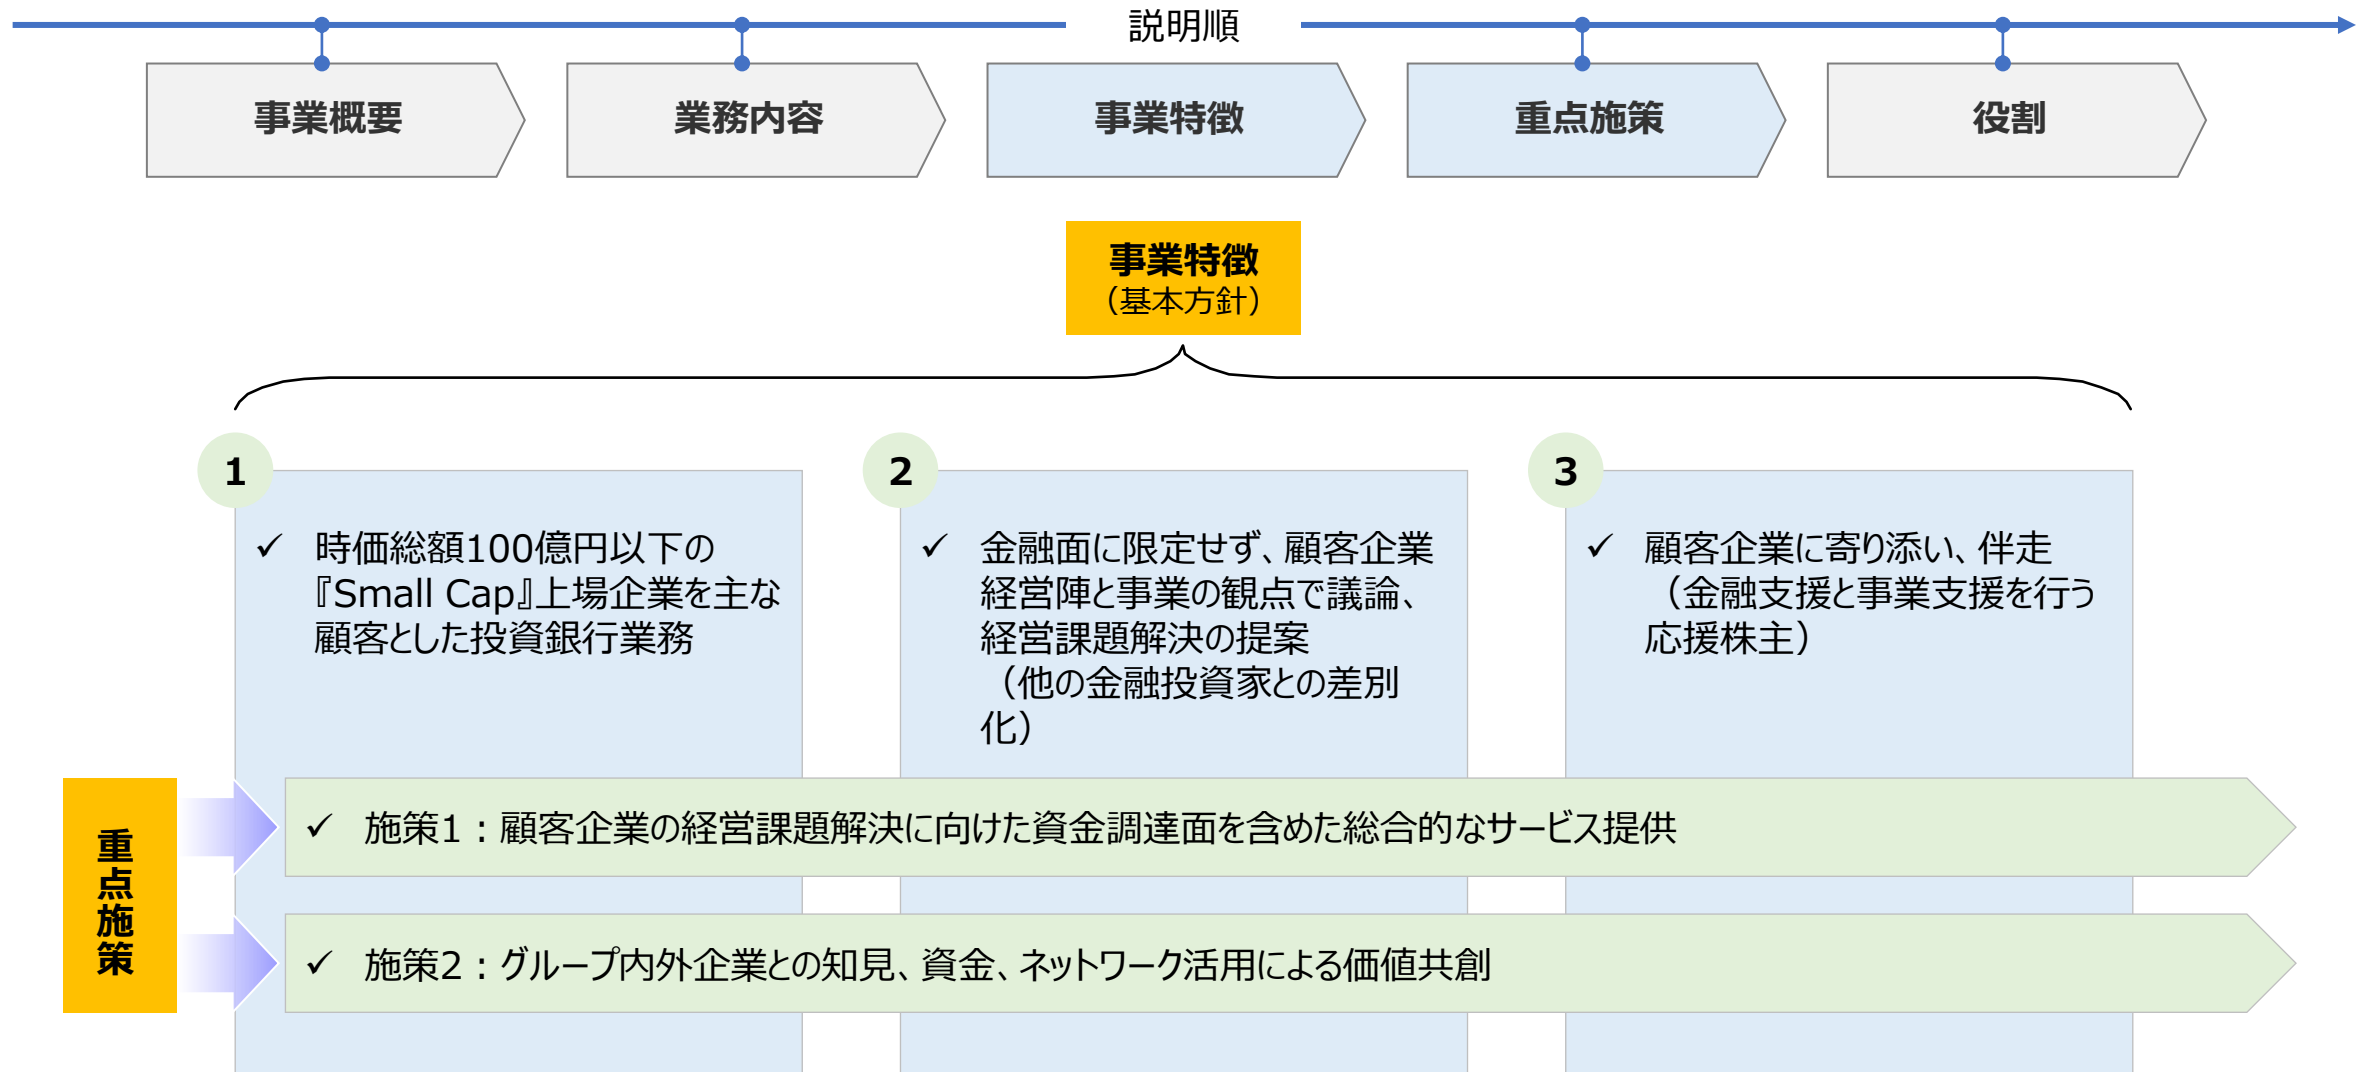 説明順
事業概要
業務内容
事業特徴
重点施策
役割
事業特徴
（基本方針）
1
✓ 時価総額100億円以下の
『Small Cap』上場企業を主な
顧客とした投資銀行業務
2
✓ 金融面に限定せず、顧客企業
経営陣と事業の観点で議論、
経営課題解決の提案
（他の金融投資家との差別
化）
3
✓ 顧客企業に寄り添い、伴走
（金融支援と事業支援を行う
応援株主）
重点施策
✓ 施策1：顧客企業の経営課題解決に向けた資金調達面を含めた総合的なサービス提供
✓ 施策2：グループ内外企業との知見、資金、ネットワーク活用による価値共創